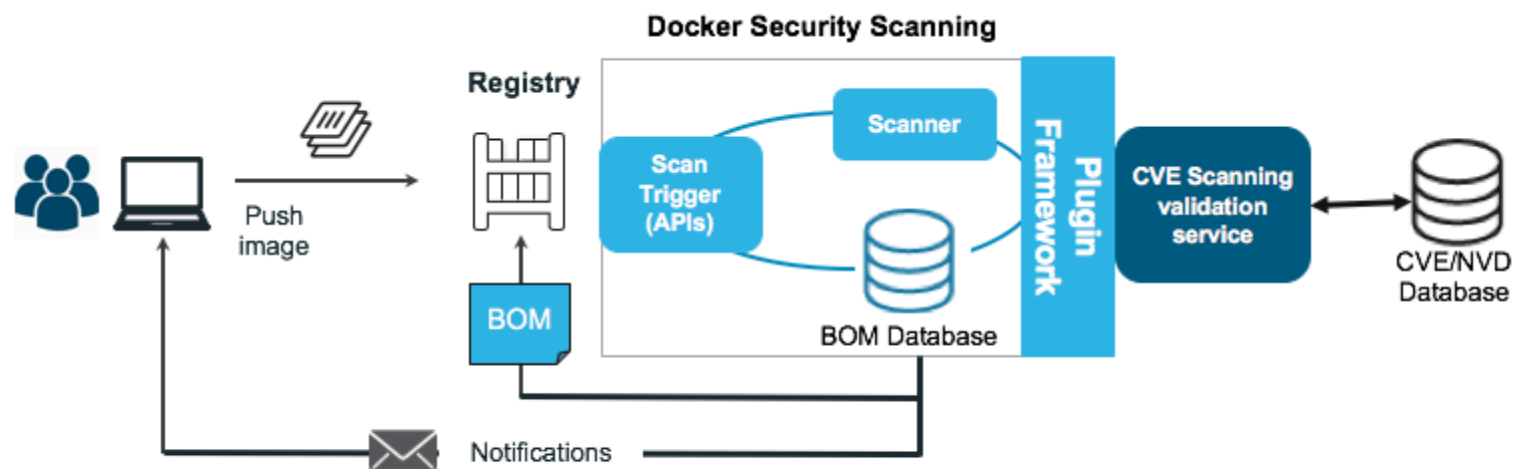 Docker Security Scanning
Registry
Push
image
BOM
Scan
Trigger
(APIs)
Scanner
BOM Database
Plugin
Framework
CVE Scanning
validation
service
CVE/NVD
Database
Notifications